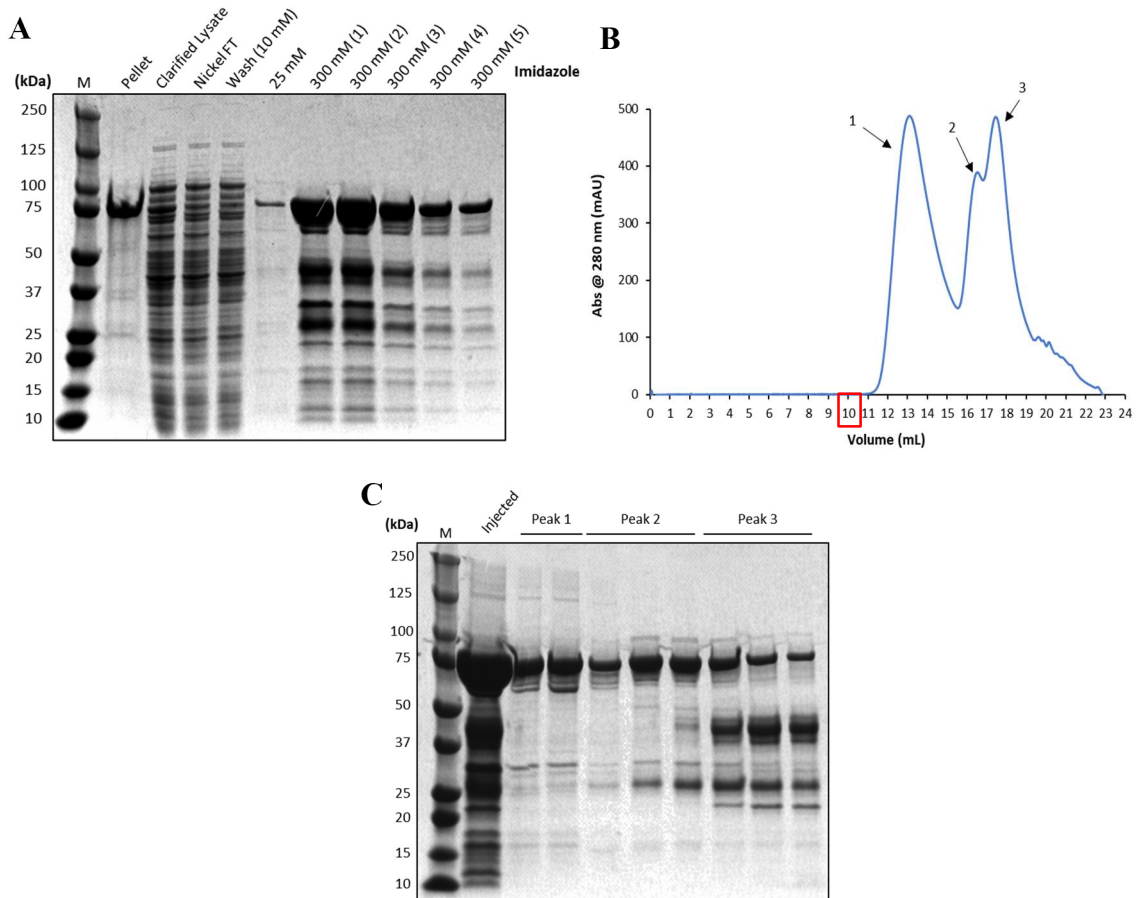 A
(kDa)
M
Pellet
Clarified Lysate
Nickel FT
Wash (10 mM)
25 mM
300 mM (1)
300 mM (2)
300 mM (3)
300 mM (4)
300 mM (5)
Imidazole
250
125
100
75
50
37
25
20
15
10
B
500
400
300
200
100
0
Abs @ 280 nm (mAU)
1
2
3
0 1 2 3 4 5 6 7 8 9 10 11 12 13 14 15 16 17 18 19 20 21 22 23 24
Volume (mL)
C
(kDa)
M
Injected
Peak 1
Peak 2
Peak 3
250
125
100
75
50
37
25
20
15
10